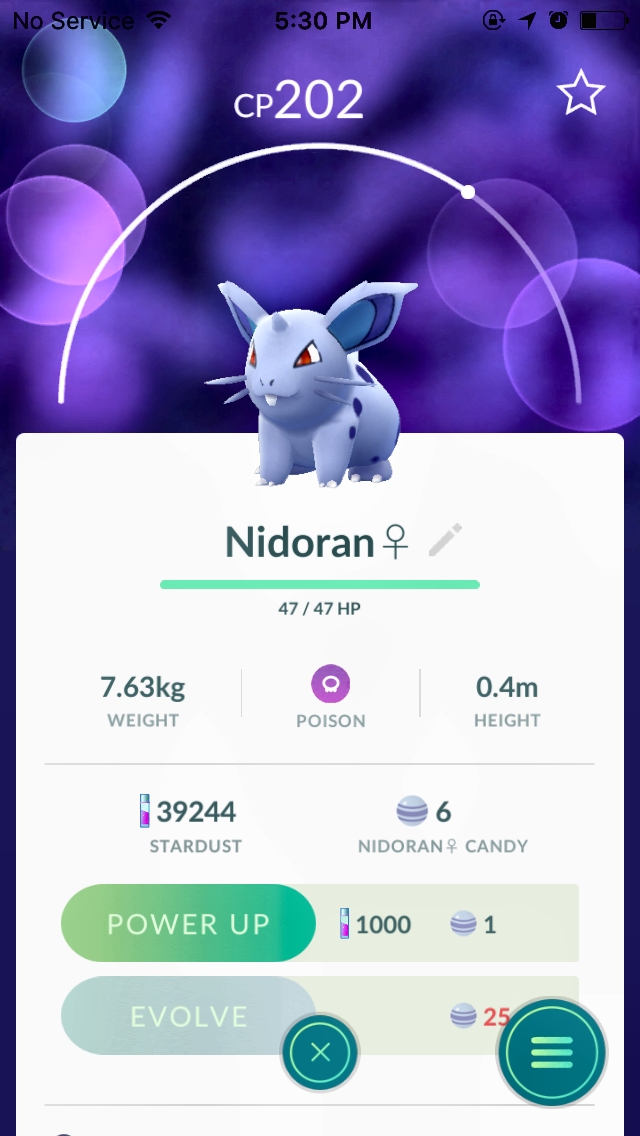 No Service 5:30 PM
CP202
Nidoran♀
47 / 47 HP
7.63kg 0.4m
WEIGHT POISON HEIGHT
39244 6
STARDUST NIDORAN♀ CANDY
POWER UP 1000 1
EVOLVE 25